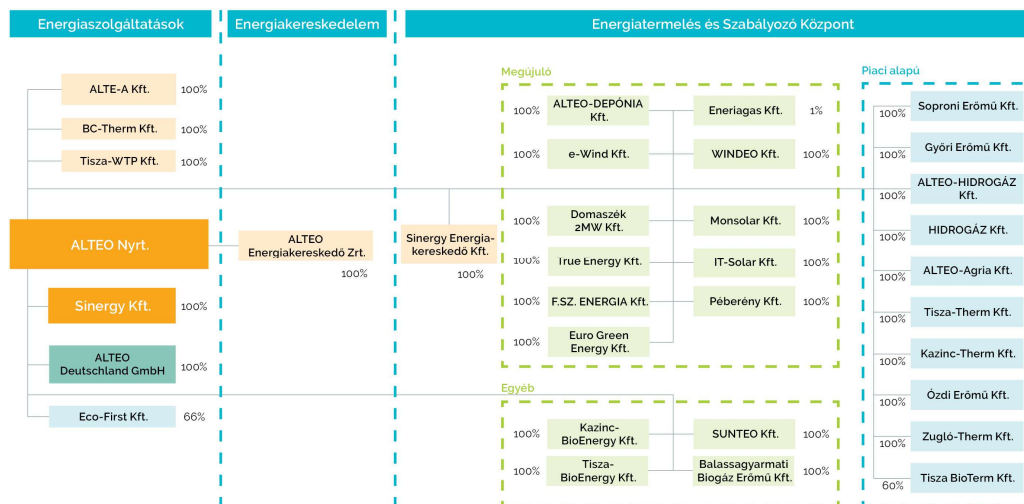 Energiaszolgáltatások
Energiakereskedelem
Energiatermelés és Szabályozó Központ
ALTE-A Kft.
100%
BC-Therm Kft.
100%
Tisza-WTP Kft.
100%
ALTEO Nyrt.
Sinergy Kft.
100%
ALTEO
Deutschland GmbH
100%
Eco-First Kft.
66%
ALTEO
Energiakereskedő Zrt.
100%
Sinergy Energia-
kereskedő Kft.
100%
Megújuló
100%
ALTEO-DEPÓNIA
Kft.
Eneriagas Kft.
1%
100%
e-Wind Kft.
WINDEO Kft.
100%
100%
Domaszék
2MW Kft.
Monsolar Kft.
100%
100%
True Energy Kft.
IT-Solar Kft.
100%
100%
F.SZ. ENERGIA Kft.
Péberény Kft.
100%
100%
Euro Green
Energy Kft.
Egyéb
100%
Kazinc-
BioEnergy Kft.
SUNTEO Kft.
100%
100%
Tisza-
BioEnergy Kft.
Balassagyarmati
Biogáz Erőmű Kft.
100%
Piaci alapú
100%
Soproni Erőmű Kft.
100%
Győri Erőmű Kft.
100%
ALTEO-HIDROGÁZ
Kft.
100%
HIDROGÁZ Kft.
100%
ALTEO-Agria Kft.
100%
Tisza-Therm Kft.
100%
Kazinc-Therm Kft.
100%
Ózdi Erőmű Kft.
100%
Zugló-Therm Kft.
60%
Tisza BioTerm Kft.